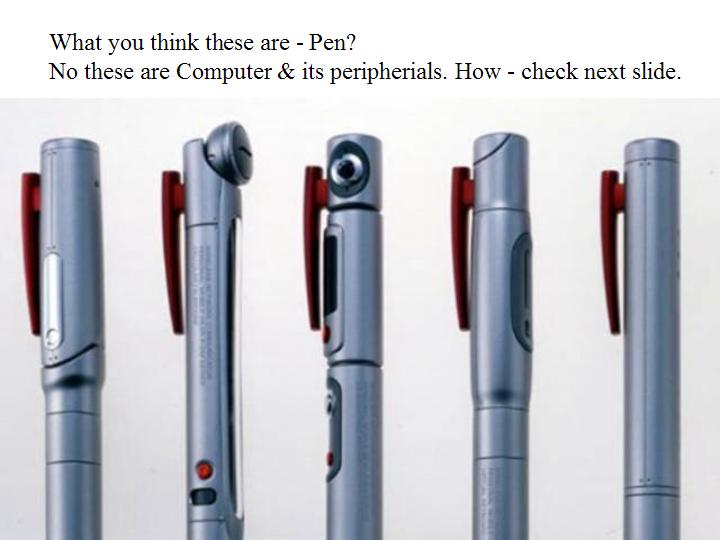 What you think these are - Pen?
No these are Computer & its peripherials. How - check next slide.